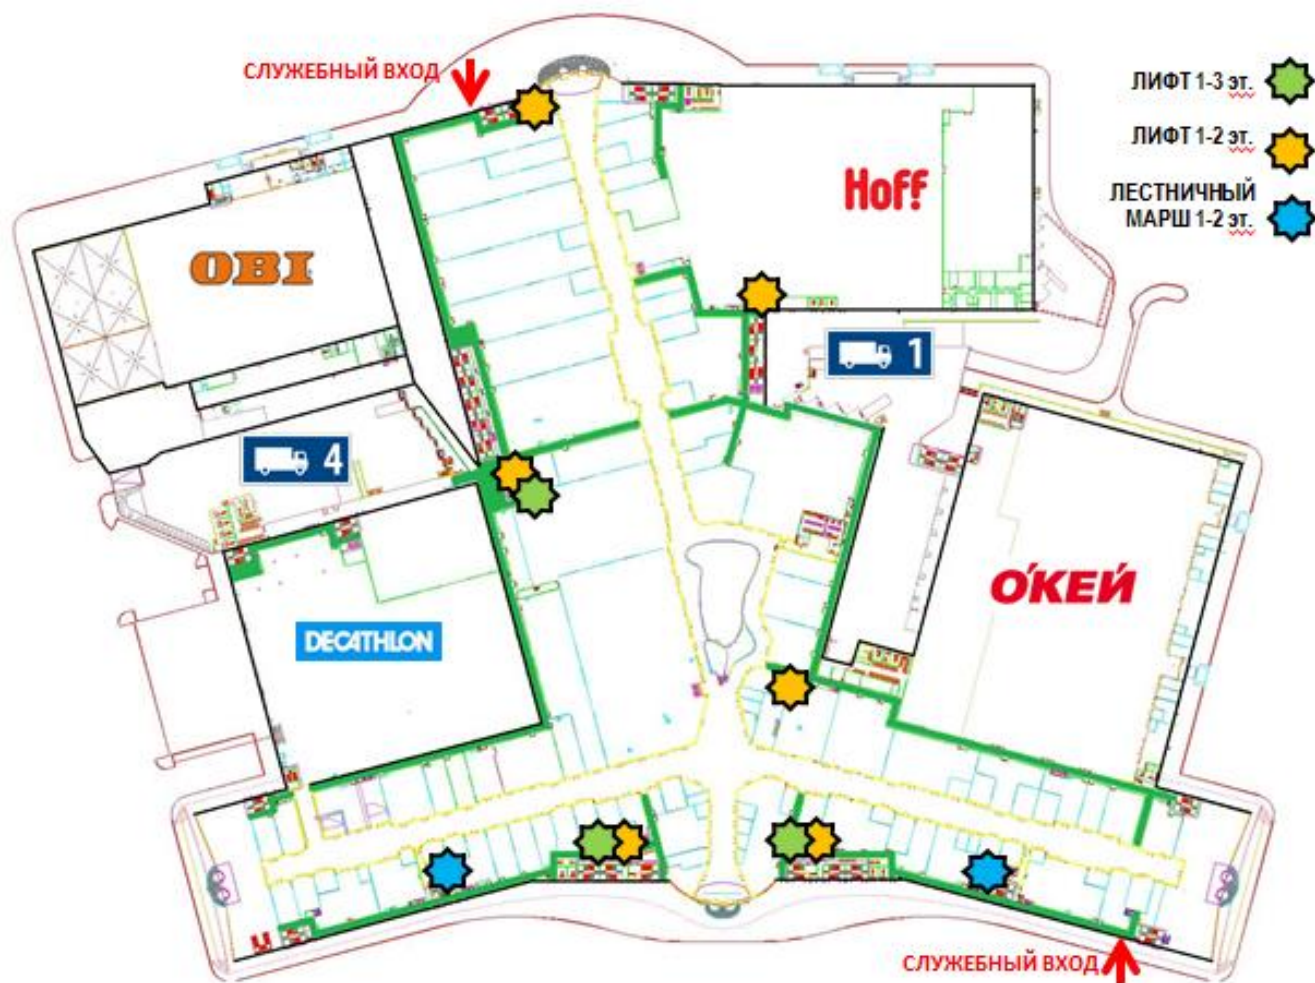 СЛУЖЕБНЫЙ ВХОД
ЛИФТ 1-3 эт.
ЛИФТ 1-2 эт.
ЛЕСТНИЧНЫЙ
МАРШ 1-2 эт.
Hoff
OBI
1
4
О'КЕЙ
DECATHLON
СЛУЖЕБНЫЙ ВХОД